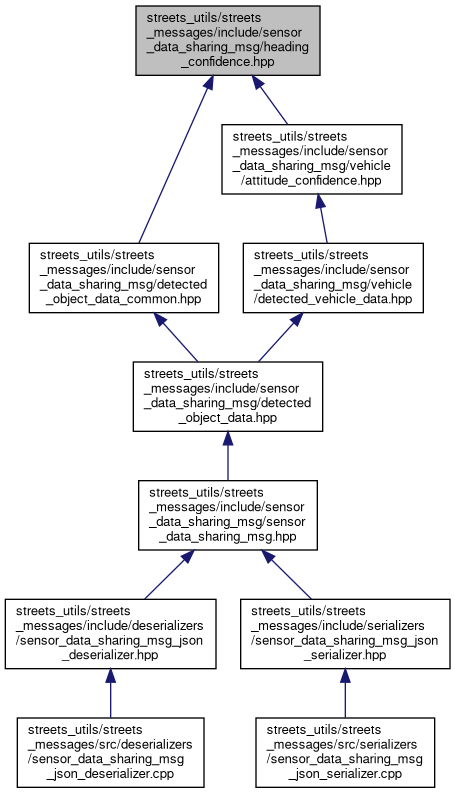 streets_utils/streets
_messages/include/sensor
_data_sharing_msg/heading
_confidence.hpp
streets_utils/streets
_messages/include/sensor
_data_sharing_msg/vehicle
/attitude_confidence.hpp
streets_utils/streets
_messages/include/sensor
_data_sharing_msg/detected
_object_data_common.hpp
streets_utils/streets
_messages/include/sensor
_data_sharing_msg/vehicle
/detected_vehicle_data.hpp
streets_utils/streets
_messages/include/sensor
_data_sharing_msg/detected
_object_data.hpp
streets_utils/streets
_messages/include/sensor
_data_sharing_msg/sensor
_data_sharing_msg.hpp
streets_utils/streets
_messages/include/deserializers
/sensor_data_sharing_msg_json
_deserializer.hpp
streets_utils/streets
_messages/include/serializers
/sensor_data_sharing_msg_json
_serializer.hpp
streets_utils/streets
_messages/src/deserializers
/sensor_data_sharing_msg
_json_deserializer.cpp
streets_utils/streets
_messages/src/serializers
/sensor_data_sharing_msg
_json_serializer.cpp